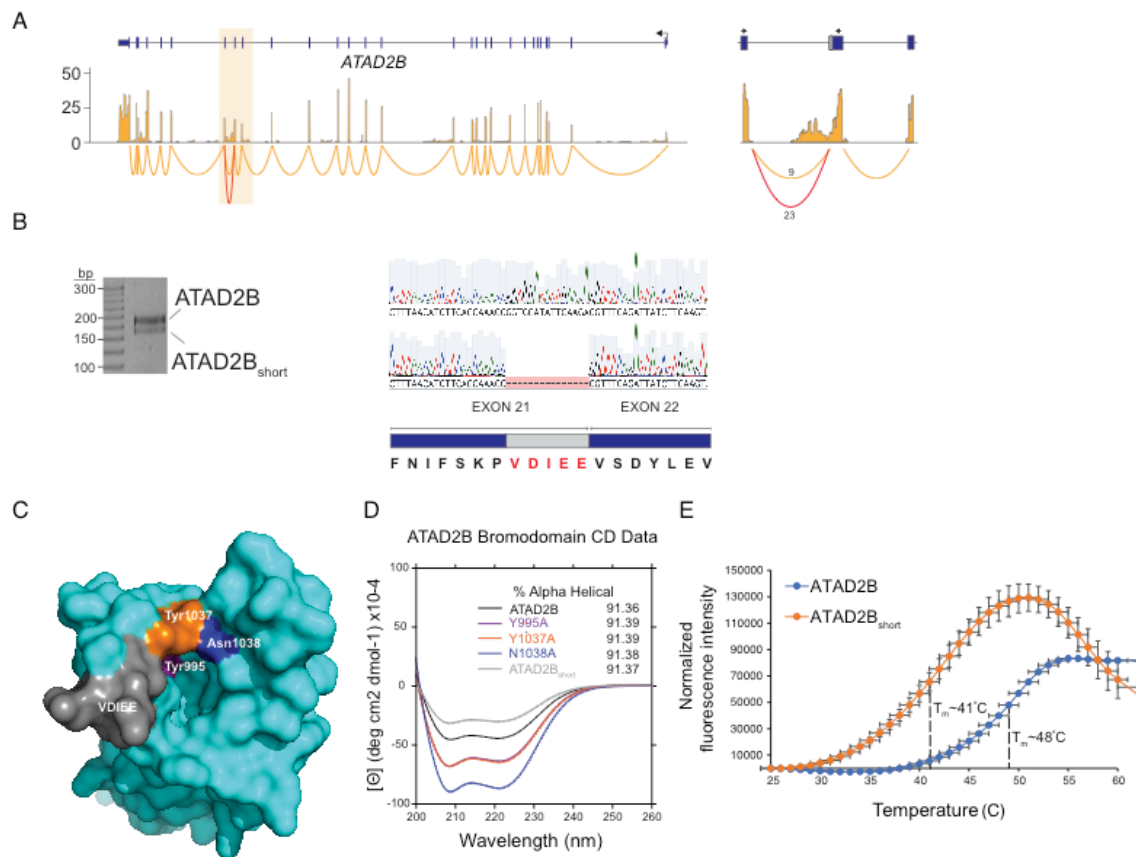 A
ATAD2B
50
25
0
9
23
B
bp
300
200
150
100
ATAD2B
ATAD2Bshort
EXON 21 EXON 22
F N I F S K P V D I E E V S D Y L E V
C
Tyr1037
Asn1038
Tyr995
VDIEE
D
ATAD2B Bromodomain CD Data
% Alpha Helical
ATAD2B 91.36
Y995A 91.39
Y1037A 91.39
N1038A 91.38
ATAD2Bshort 91.37
100
50
0
-50
-100
200 210 220 230 240 250 260
[Θ] (deg cm2 dmol-1) x10-4
Wavelength (nm)
E
ATAD2B
ATAD2Bshort
150000
130000
110000
90000
70000
50000
30000
10000
25 30 35 40 45 50 55 60
Tm~41°C
Tm~48°C
Normalized
fluorescence intensity
Temperature (C)